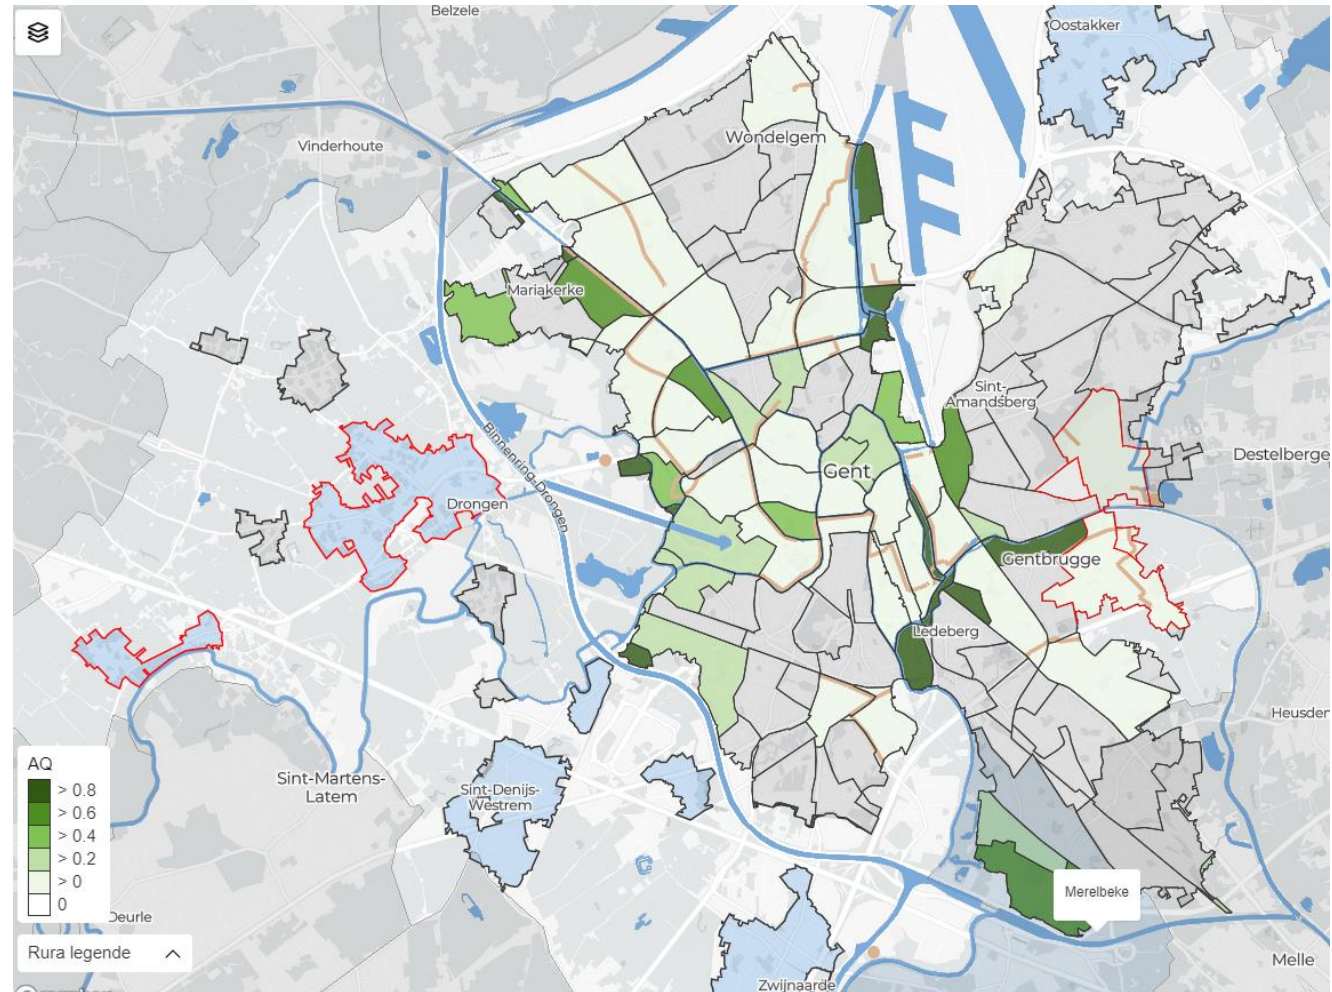 Belzele
Oostakker
Wondelgem
Vinderhoute
Mariakerke
Sint-
Amandsberg
Binnenring-Drongen
Gent
Destelberge
Drongen
Gentbrugge
Ledeberg
Heusden
Sint-Martens-
Latem
Sint-Denijs-
Westrem
AQ
> 0.8
> 0.6
> 0.4
> 0.2
> 0
0
Merelbeke
Deurle
Rura legende
Melle
Zwijnaarde